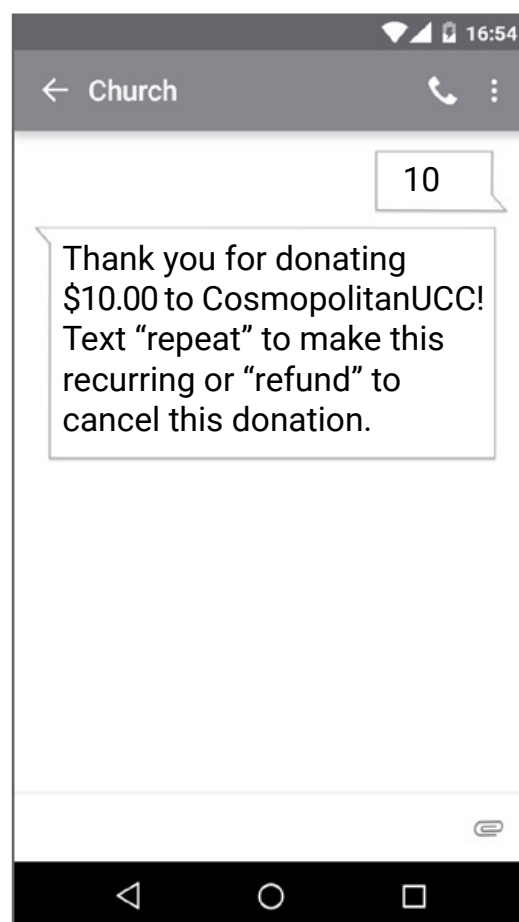 16:54
Church
10
Thank you for donating
$10.00 to CosmopolitanUCC!
Text “repeat” to make this
recurring or “refund” to
cancel this donation.